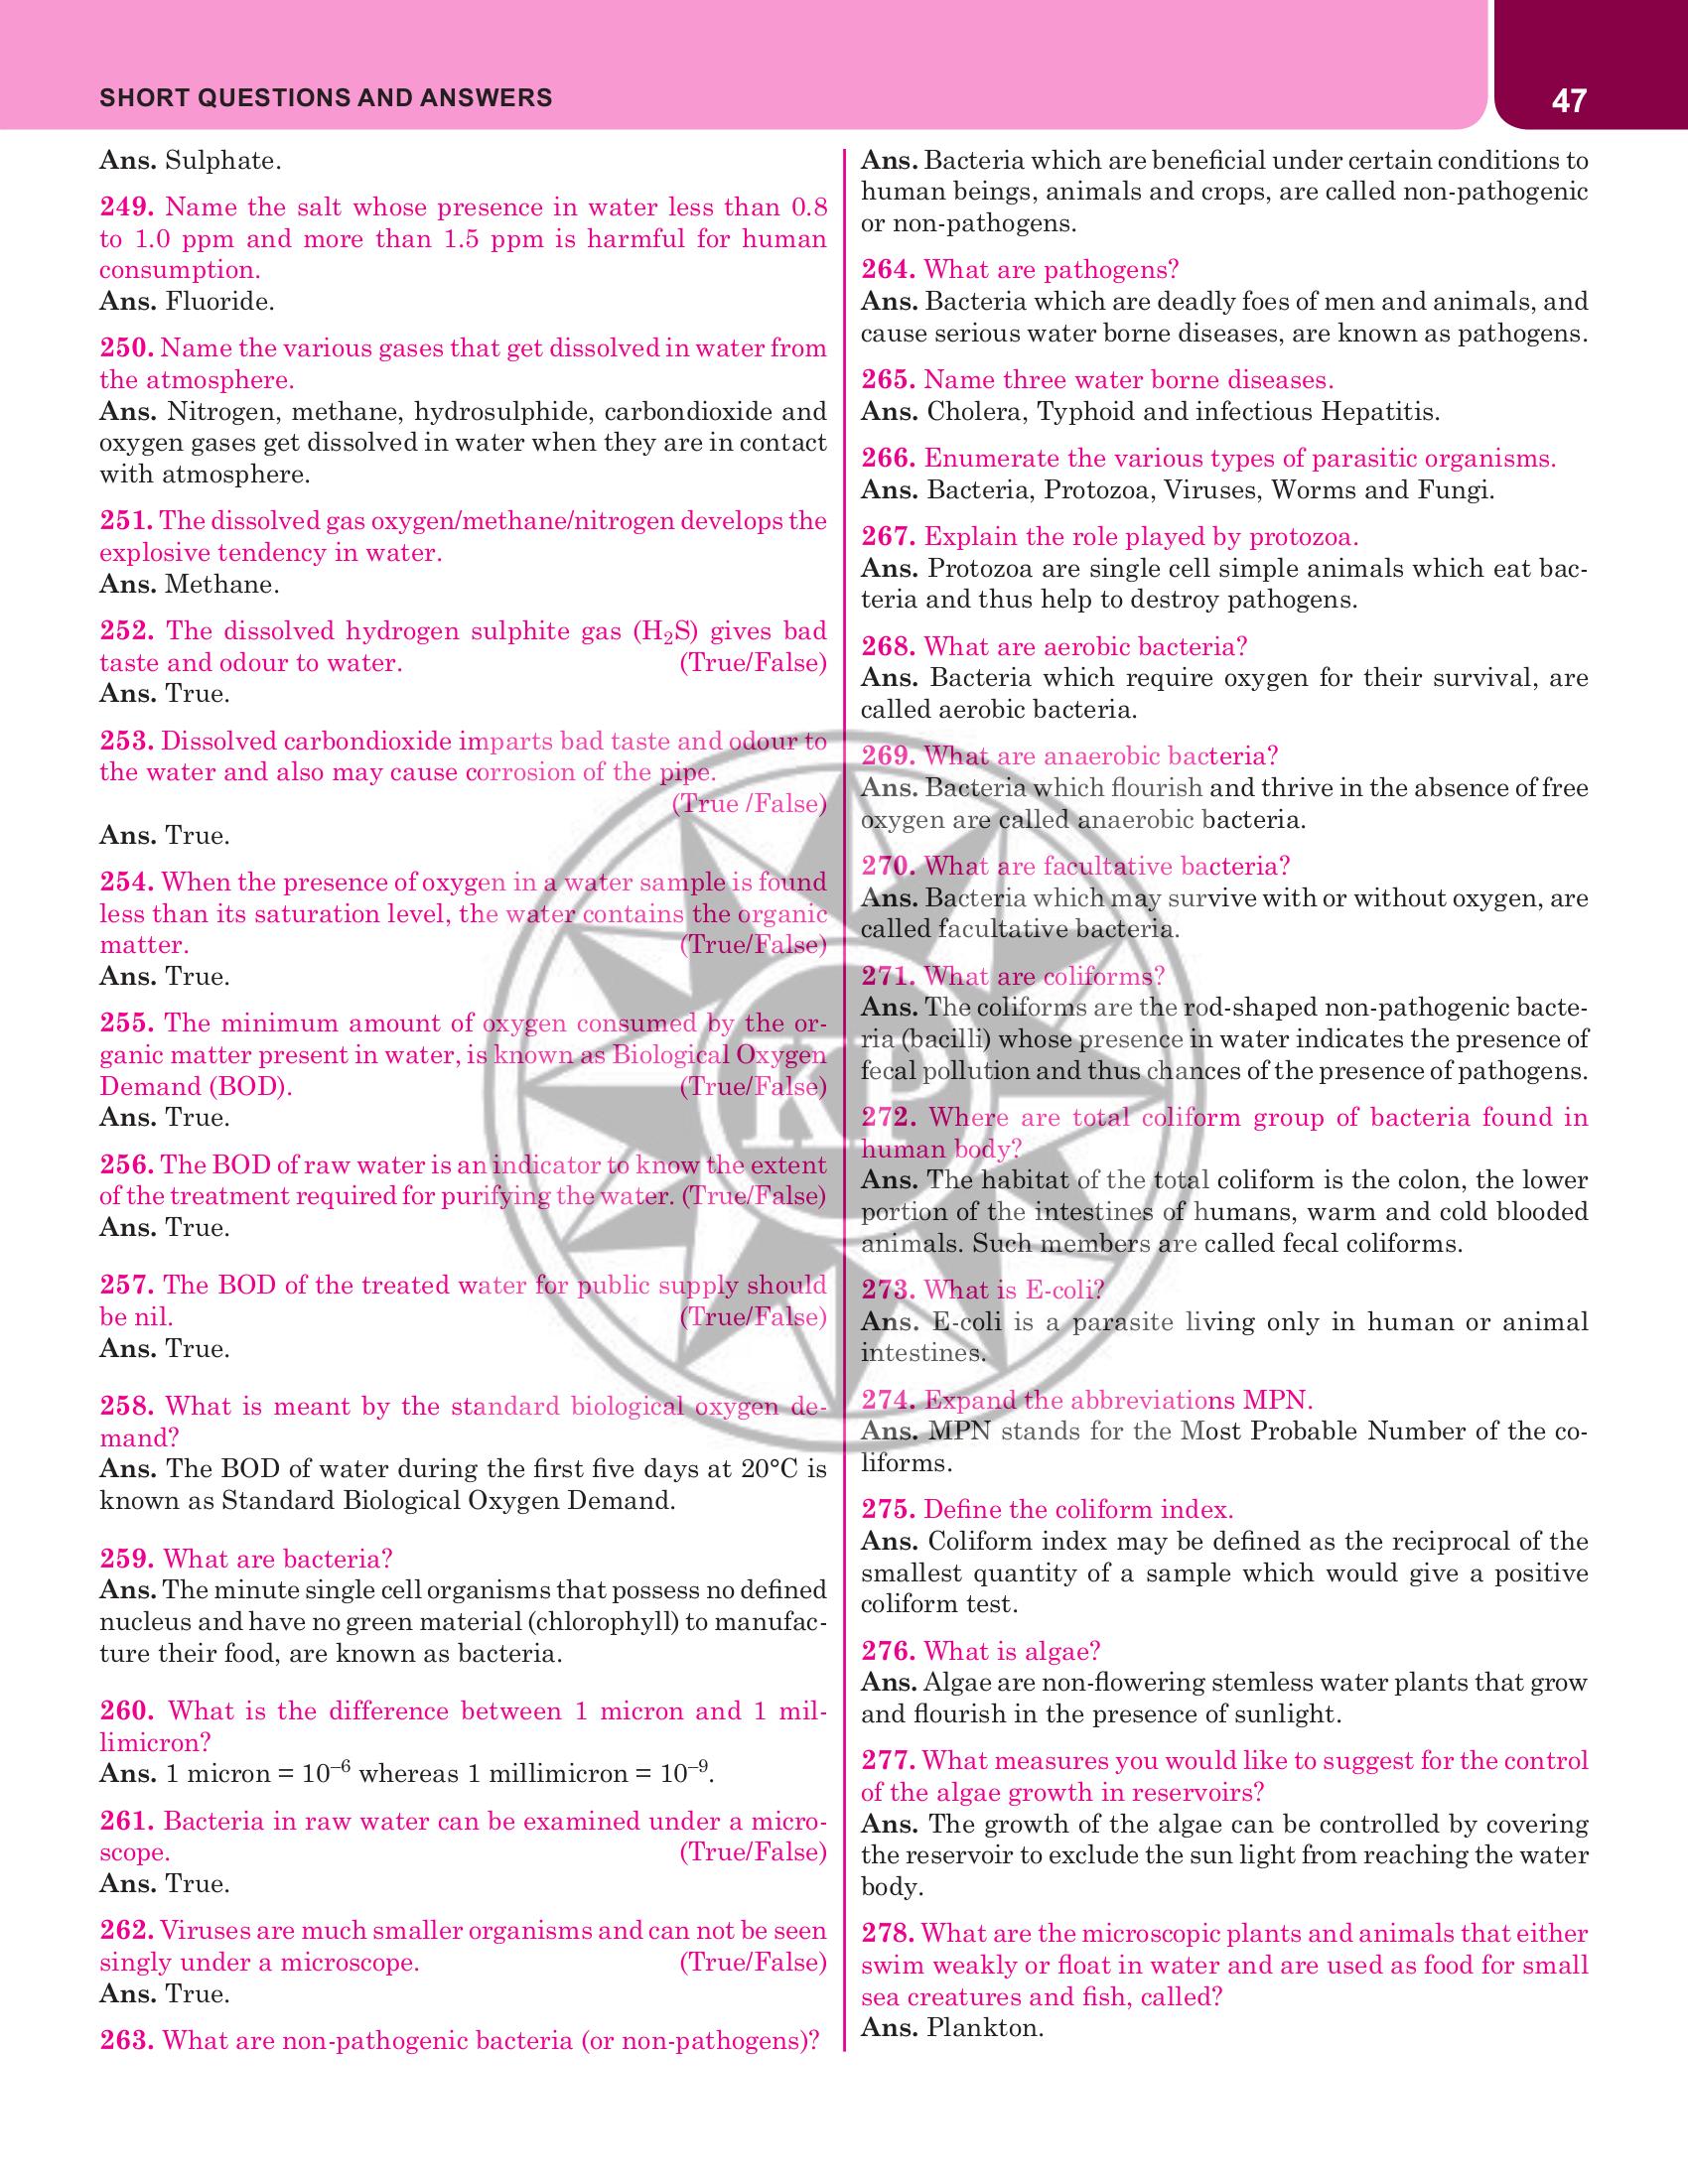 SHORT QUESTIONS AND ANSWERS
47
Ans. Sulphate.
249. Name the salt whose presence in water less than 0.8
to 1.0 ppm and more than 1.5 ppm is harmful for human
consumption.
Ans. Fluoride.
250. Name the various gases that get dissolved in water from
the atmosphere.
Ans. Nitrogen, methane, hydrosulphide, carbondioxide and
oxygen gases get dissolved in water when they are in contact
with atmosphere.
251. The dissolved gas oxygen/methane/nitrogen develops the
explosive tendency in water.
Ans. Methane.
252. The dissolved hydrogen sulphite gas (H₂S) gives bad
taste and odour to water. (True/False)
Ans. True.
253. Dissolved carbondioxide imparts bad taste and odour to
the water and also may cause corrosion of the pipe.
(True /False)
Ans. True.
254. When the presence of oxygen in a water sample is found
less than its saturation level, the water contains the organic
matter. (True/False)
Ans. True.
255. The minimum amount of oxygen consumed by the or-
ganic matter present in water, is known as Biological Oxygen
Demand (BOD). (True/False)
Ans. True.
256. The BOD of raw water is an indicator to know the extent
of the treatment required for purifying the water. (True/False)
Ans. True.
257. The BOD of the treated water for public supply should
be nil. (True/False)
Ans. True.
258. What is meant by the standard biological oxygen de-
mand?
Ans. The BOD of water during the first five days at 20°C is
known as Standard Biological Oxygen Demand.
259. What are bacteria?
Ans. The minute single cell organisms that possess no defined
nucleus and have no green material (chlorophyll) to manufac-
ture their food, are known as bacteria.
260. What is the difference between 1 micron and 1 mil-
limicron?
Ans. 1 micron = 10⁻⁶ whereas 1 millimicron = 10⁻⁹.
261. Bacteria in raw water can be examined under a micro-
scope. (True/False)
Ans. True.
262. Viruses are much smaller organisms and can not be seen
singly under a microscope. (True/False)
Ans. True.
263. What are non-pathogenic bacteria (or non-pathogens)?
Ans. Bacteria which are beneficial under certain conditions to
human beings, animals and crops, are called non-pathogenic
or non-pathogens.
264. What are pathogens?
Ans. Bacteria which are deadly foes of men and animals, and
cause serious water borne diseases, are known as pathogens.
265. Name three water borne diseases.
Ans. Cholera, Typhoid and infectious Hepatitis.
266. Enumerate the various types of parasitic organisms.
Ans. Bacteria, Protozoa, Viruses, Worms and Fungi.
267. Explain the role played by protozoa.
Ans. Protozoa are single cell simple animals which eat bac-
teria and thus help to destroy pathogens.
268. What are aerobic bacteria?
Ans. Bacteria which require oxygen for their survival, are
called aerobic bacteria.
269. What are anaerobic bacteria?
Ans. Bacteria which flourish and thrive in the absence of free
oxygen are called anaerobic bacteria.
270. What are facultative bacteria?
Ans. Bacteria which may survive with or without oxygen, are
called facultative bacteria.
271. What are coliforms?
Ans. The coliforms are the rod-shaped non-pathogenic bacte-
ria (bacilli) whose presence in water indicates the presence of
fecal pollution and thus chances of the presence of pathogens.
272. Where are total coliform group of bacteria found in
human body?
Ans. The habitat of the total coliform is the colon, the lower
portion of the intestines of humans, warm and cold blooded
animals. Such members are called fecal coliforms.
273. What is E-coli?
Ans. E-coli is a parasite living only in human or animal
intestines.
274. Expand the abbreviations MPN.
Ans. MPN stands for the Most Probable Number of the co-
liforms.
275. Define the coliform index.
Ans. Coliform index may be defined as the reciprocal of the
smallest quantity of a sample which would give a positive
coliform test.
276. What is algae?
Ans. Algae are non-flowering stemless water plants that grow
and flourish in the presence of sunlight.
277. What measures you would like to suggest for the control
of the algae growth in reservoirs?
Ans. The growth of the algae can be controlled by covering
the reservoir to exclude the sun light from reaching the water
body.
278. What are the microscopic plants and animals that either
swim weakly or float in water and are used as food for small
sea creatures and fish, called?
Ans. Plankton.
KP